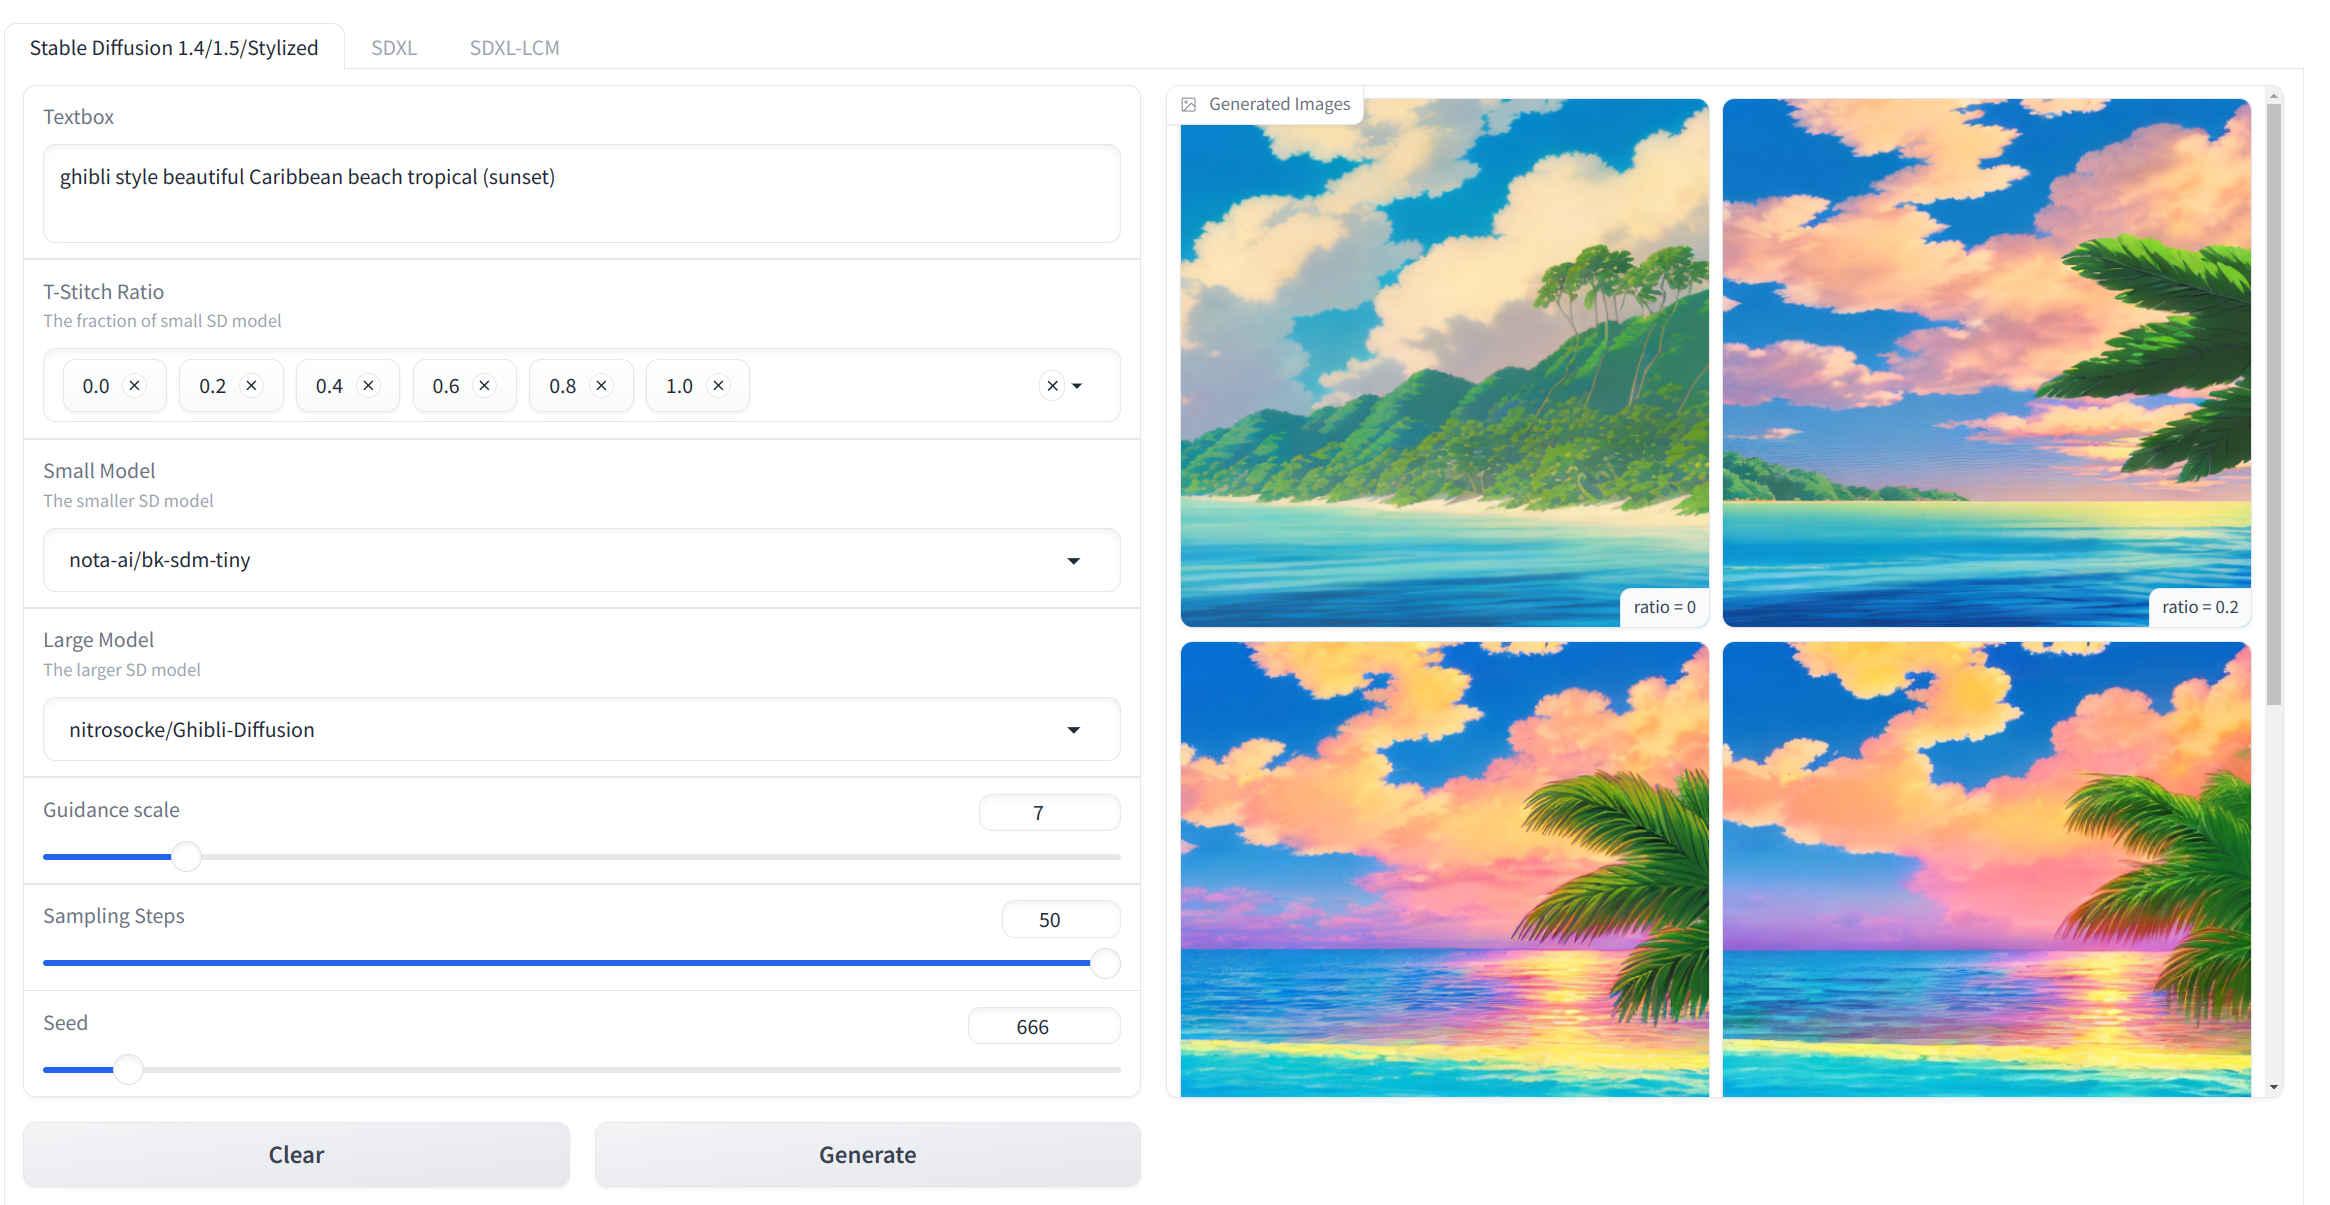 Stable Diffusion 1.4/1.5/Stylized
SDXL
SDXL-LCM
Textbox
ghibli style beautiful Caribbean beach tropical (sunset)
T-Stitch Ratio
The fraction of small SD model
0.0
0.2
0.4
0.6
0.8
1.0
Small Model
The smaller SD model
nota-ai/bk-sdm-tiny
Large Model
The larger SD model
nitrosocke/Ghibli-Diffusion
Guidance scale
7
Sampling Steps
50
Seed
666
Clear
Generate
Generated Images
ratio = 0
ratio = 0.2